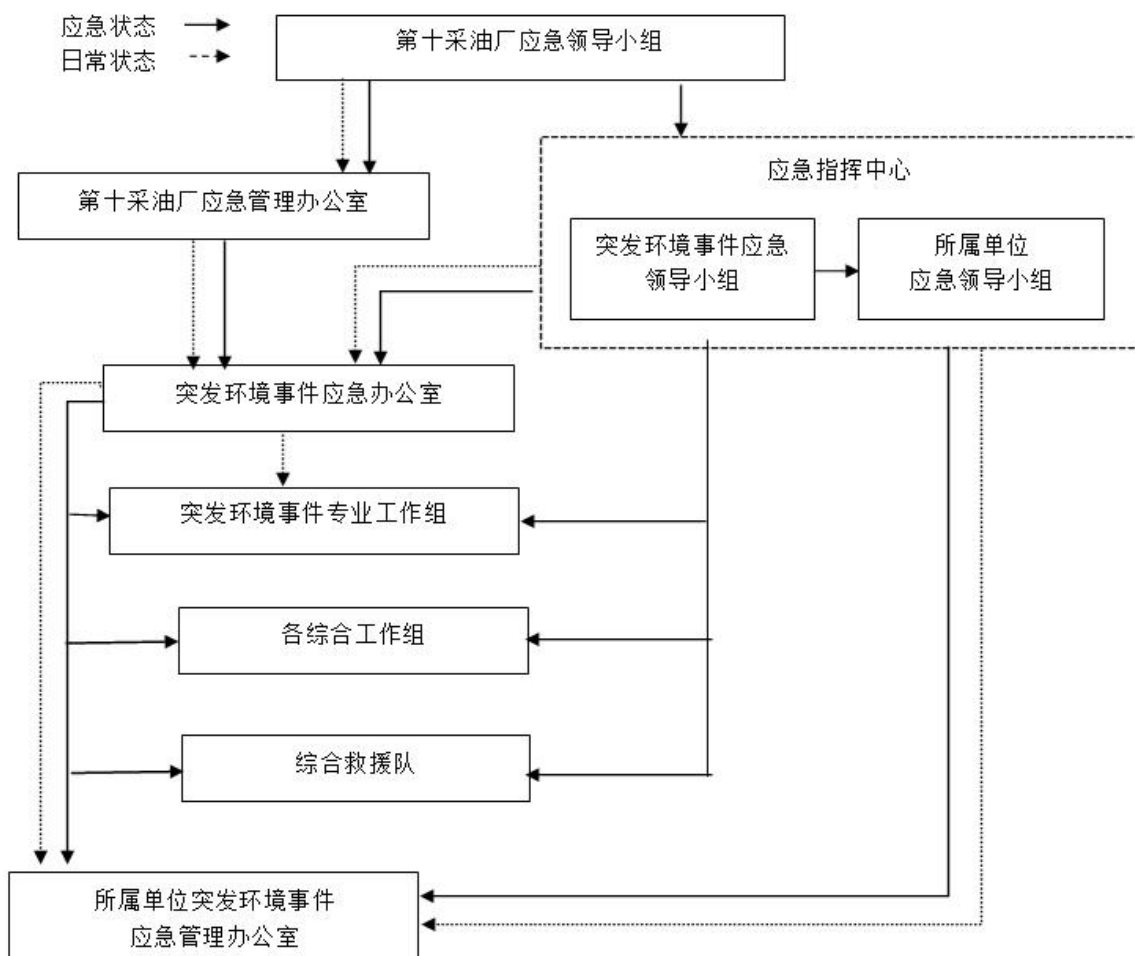 应急状态
日常状态
第十采油厂应急领导小组
应急指挥中心
第十采油厂应急管理办公室
突发环境事件应急
领导小组
所属单位
应急领导小组
突发环境事件应急办公室
突发环境事件专业工作组
各综合工作组
综合救援队
所属单位突发环境事件
应急管理办公室